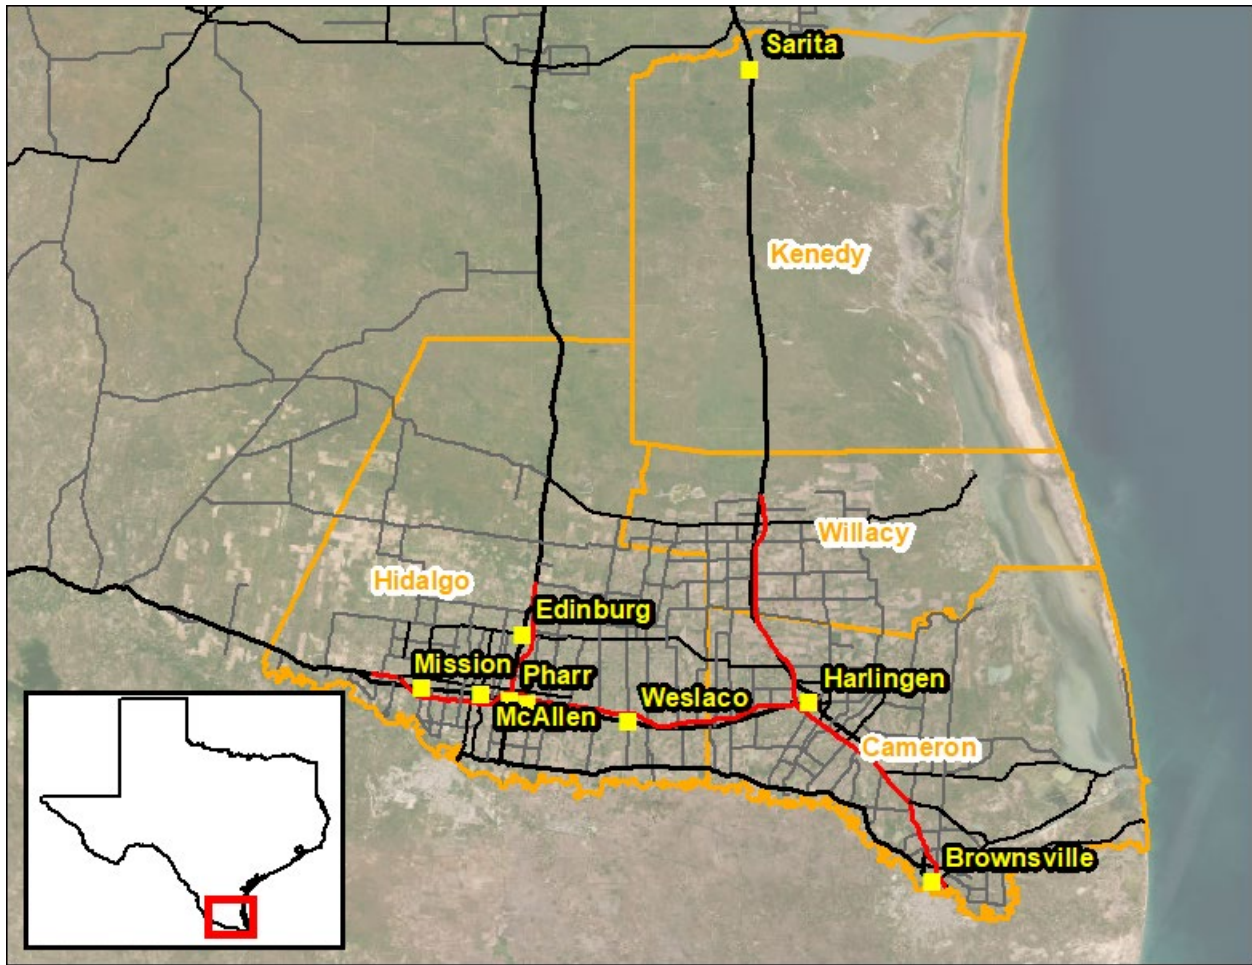 Sarita
Kenedy
Willacy
Hidalgo
Edinburg
Mission
Pharr
Harlingen
Weslaco
McAllen
Cameron
Brownsville